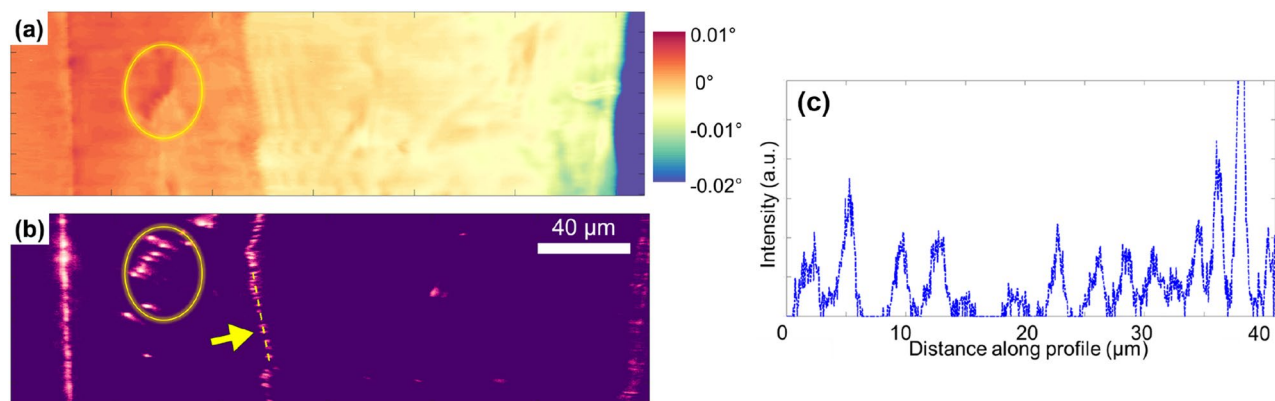 (a)
0.01°
0°
-0.01°
-0.02°
(b)
40 µm
(c)
Intensity (a.u.)
0
10
20
30
40
Distance along profile (µm)